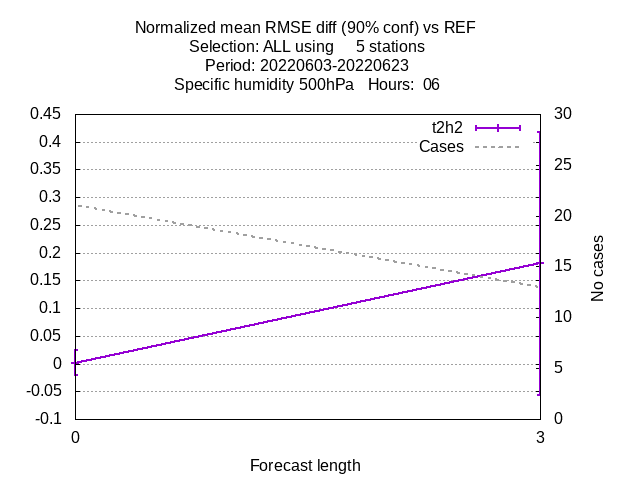 Normalized mean RMSE diff (90% conf) vs REF
Selection: ALL using     5 stations
Period: 20220603-20220623
Specific humidity 500hPa   Hours:  06
0.45
0.4
0.35
0.3
0.25
0.2
0.15
0.1
0.05
0
-0.05
-0.1
t2h2
Cases
30
25
20
15
10
5
0
No cases
0
3
Forecast length